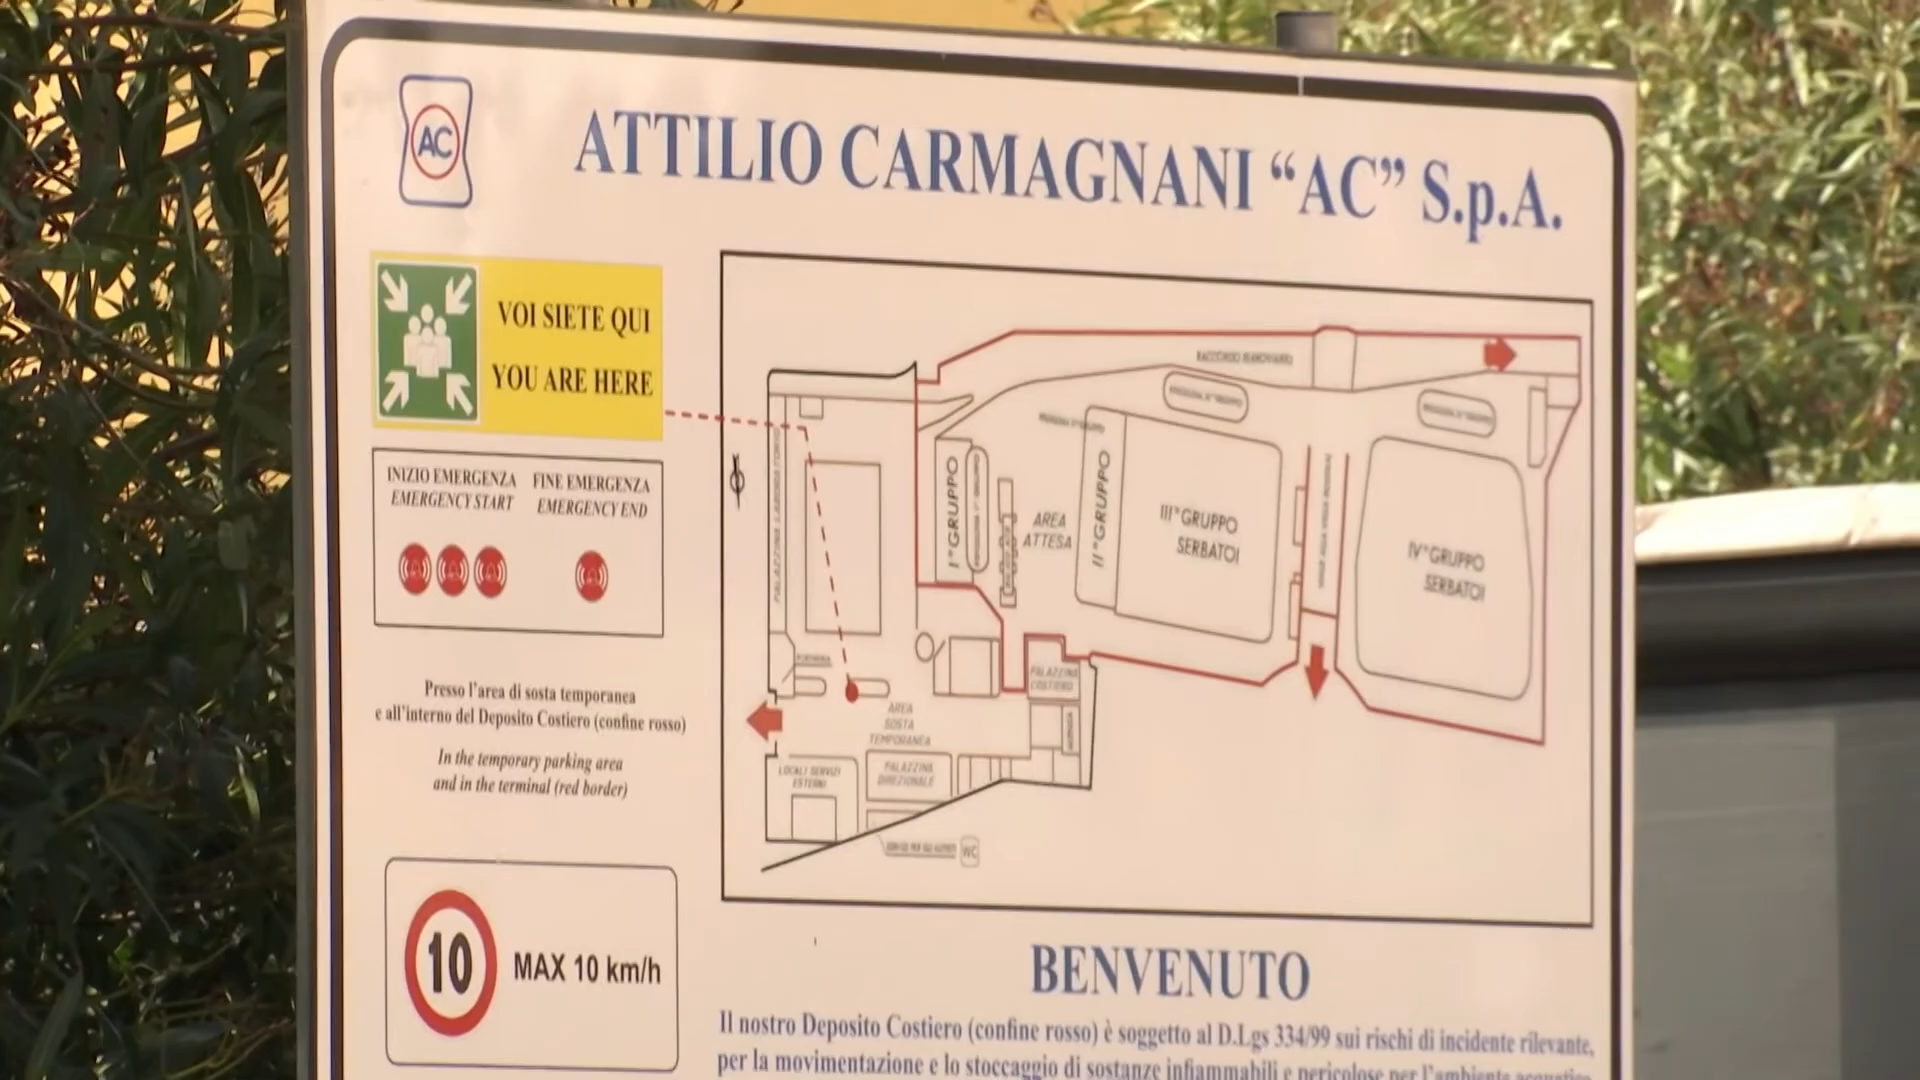 AC
ATTILIO CARMAGNANI “AC” S.p.A.
VOI SIETE QUI
YOU ARE HERE
INIZIO EMERGENZA
EMERGENCY START
FINE EMERGENZA
EMERGENCY END
Presso l'area di sosta temporanea
e all'interno del Deposito Costiero (confine rosso)
In the temporary parking area
and in the terminal (red border)
10
MAX 10 km/h
RACCORDO FERROVIARIO
PALAZZINA LABORATORIO
I°GRUPPO
AREA
ATTESA
II°GRUPPO
III°GRUPPO
SERBATOI
IV°GRUPPO
SERBATOI
PALAZZINA
COSTIERO
AREA
SOSTA
TEMPORANEA
LOCALI SERVIZI
ESTERNI
PALAZZINA
DIREZIONALE
WC
BENVENUTO
Il nostro Deposito Costiero (confine rosso) è soggetto al D.Lgs 334/99 sui rischi di incidente rilevante,
per la movimentazione e lo stoccaggio di sostanze infiammabili e pericolose per l'ambiente acquatico